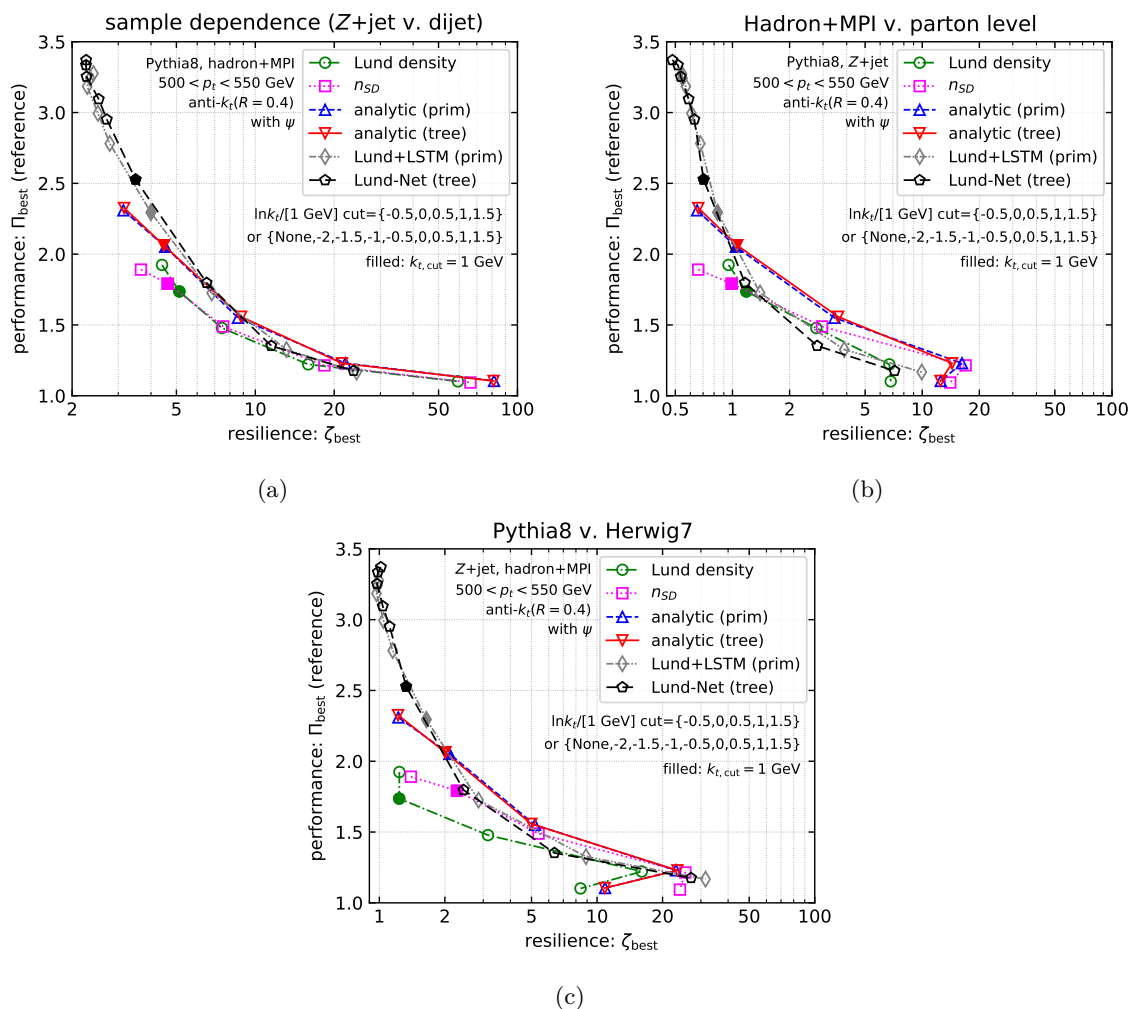 sample dependence (Z+jet v. dijet)
3.5
3.0
2.5
2.0
1.5
1.0
performance: Π_best (reference)
Pythia8, hadron+MPI
500 < p_t < 550 GeV
anti-k_t(R = 0.4)
with ψ
Lund density
n_SD
analytic (prim)
analytic (tree)
Lund+LSTM (prim)
Lund-Net (tree)
lnk_t/[1 GeV] cut={-0.5,0,0.5,1,1.5}
or {None,-2,-1.5,-1,-0.5,0,0.5,1,1.5}
filled: k_t,cut = 1 GeV
2 5 10 20 50 100
resilience: ζ_best
(a)
Hadron+MPI v. parton level
3.5
3.0
2.5
2.0
1.5
1.0
performance: Π_best (reference)
Pythia8, Z+jet
500 < p_t < 550 GeV
anti-k_t(R = 0.4)
with ψ
Lund density
n_SD
analytic (prim)
analytic (tree)
Lund+LSTM (prim)
Lund-Net (tree)
lnk_t/[1 GeV] cut={-0.5,0,0.5,1,1.5}
or {None,-2,-1.5,-1,-0.5,0,0.5,1,1.5}
filled: k_t,cut = 1 GeV
0.5 1 2 5 10 20 50 100
resilience: ζ_best
(b)
Pythia8 v. Herwig7
3.5
3.0
2.5
2.0
1.5
1.0
performance: Π_best (reference)
Z+jet, hadron+MPI
500 < p_t < 550 GeV
anti-k_t(R = 0.4)
with ψ
Lund density
n_SD
analytic (prim)
analytic (tree)
Lund+LSTM (prim)
Lund-Net (tree)
lnk_t/[1 GeV] cut={-0.5,0,0.5,1,1.5}
or {None,-2,-1.5,-1,-0.5,0,0.5,1,1.5}
filled: k_t,cut = 1 GeV
1 2 5 10 20 50 100
resilience: ζ_best
(c)